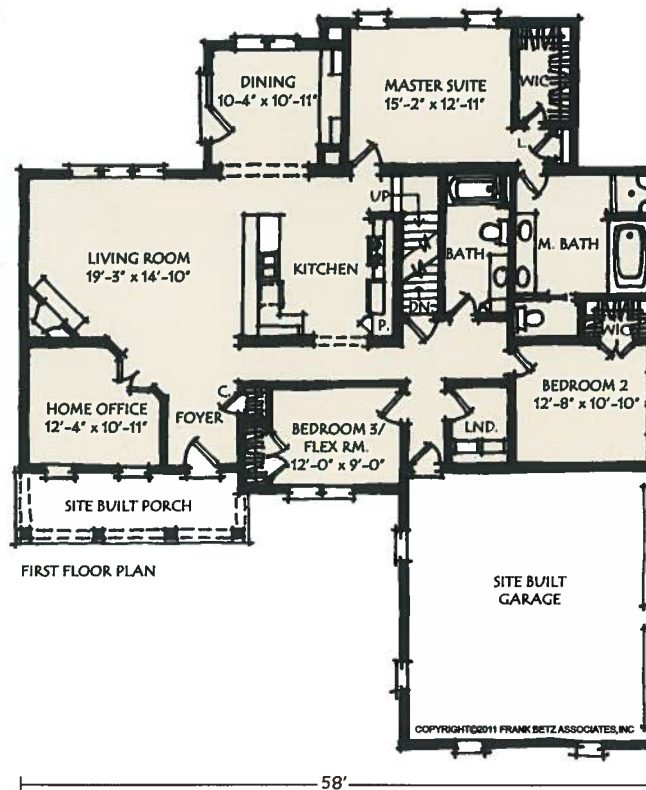 DINING
10-4" x 10'-11"
MASTER SUITE
15'-2" x 12'-11"
WIC
L.
UP
LIVING ROOM
19'-3" x 14'-10"
KITCHEN
BATH
M. BATH
DN.
P.
WIC
HOME OFFICE
12'-4" x 10'-11"
C.
FOYER
BEDROOM 3/
FLEX RM.
12'-0" x 9'-0"
LND.
BEDROOM 2
12'-8" x 10'-10"
SITE BUILT PORCH
FIRST FLOOR PLAN
SITE BUILT
GARAGE
COPYRIGHT©2011 FRANK BETZ ASSOCIATES, INC
58'